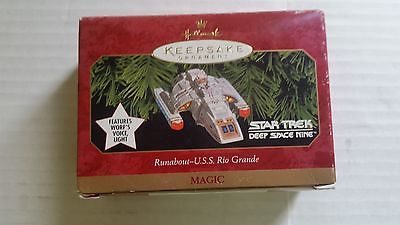 Hallmark
KEEPSAKE
ORNAMENT
FEATURES
WORF'S
VOICE,
LIGHT
STAR TREK
DEEP SPACE NINE
Runabout–U.S.S. Rio Grande
MAGIC